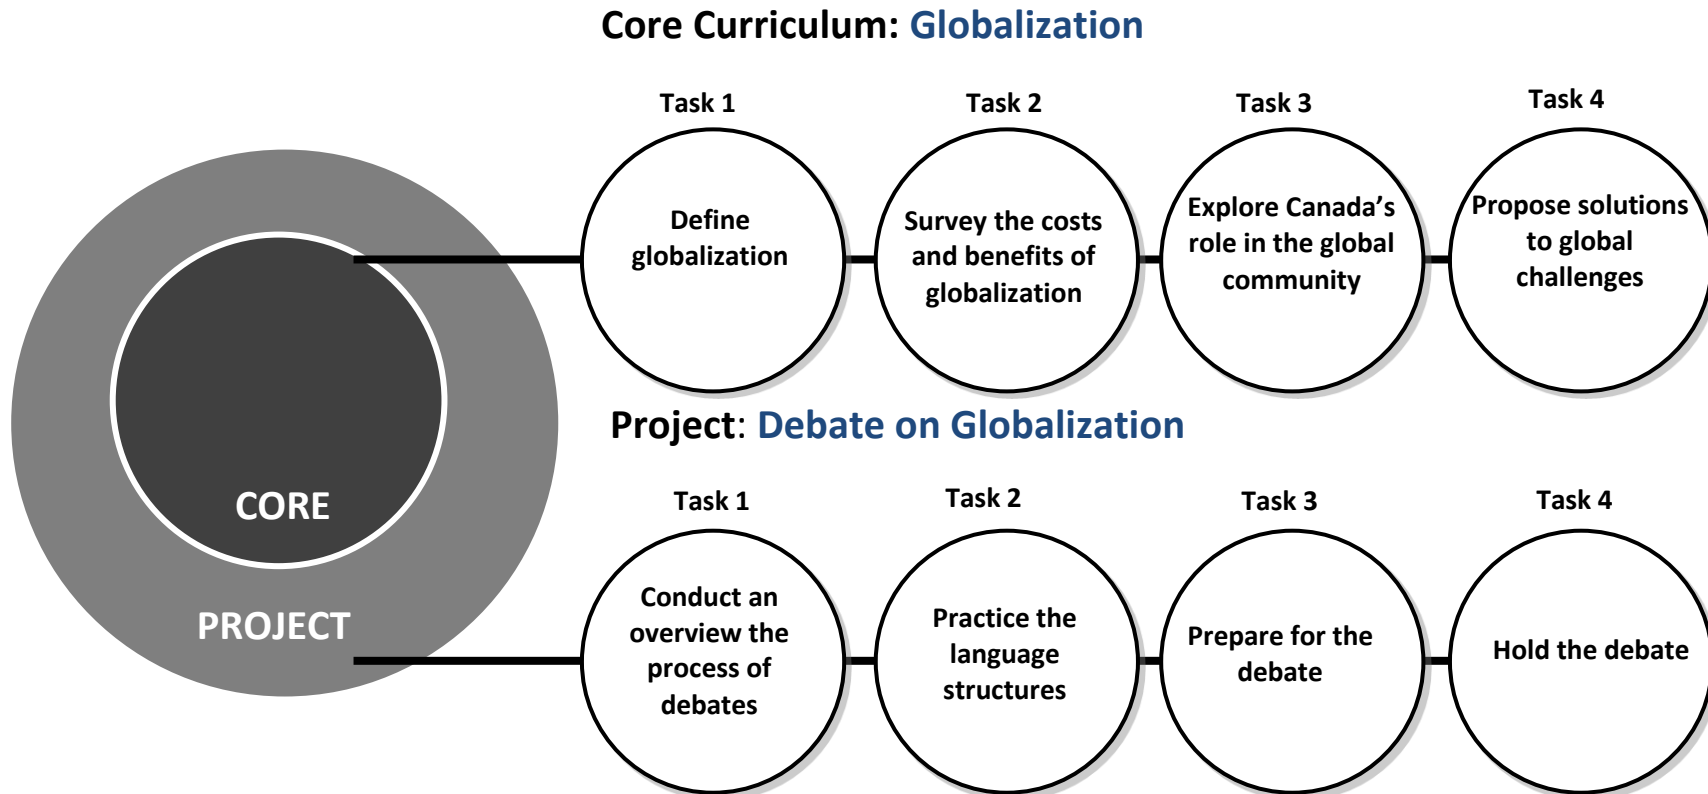 Core Curriculum: Globalization
Task 1
Task 2
Task 3
Task 4
Define
globalization
Survey the costs
and benefits of
globalization
Explore Canada's
role in the global
community
Propose solutions
to global
challenges
CORE
PROJECT
Project: Debate on Globalization
Task 1
Task 2
Task 3
Task 4
Conduct an
overview the
process of
debates
Practice the
language
structures
Prepare for the
debate
Hold the debate